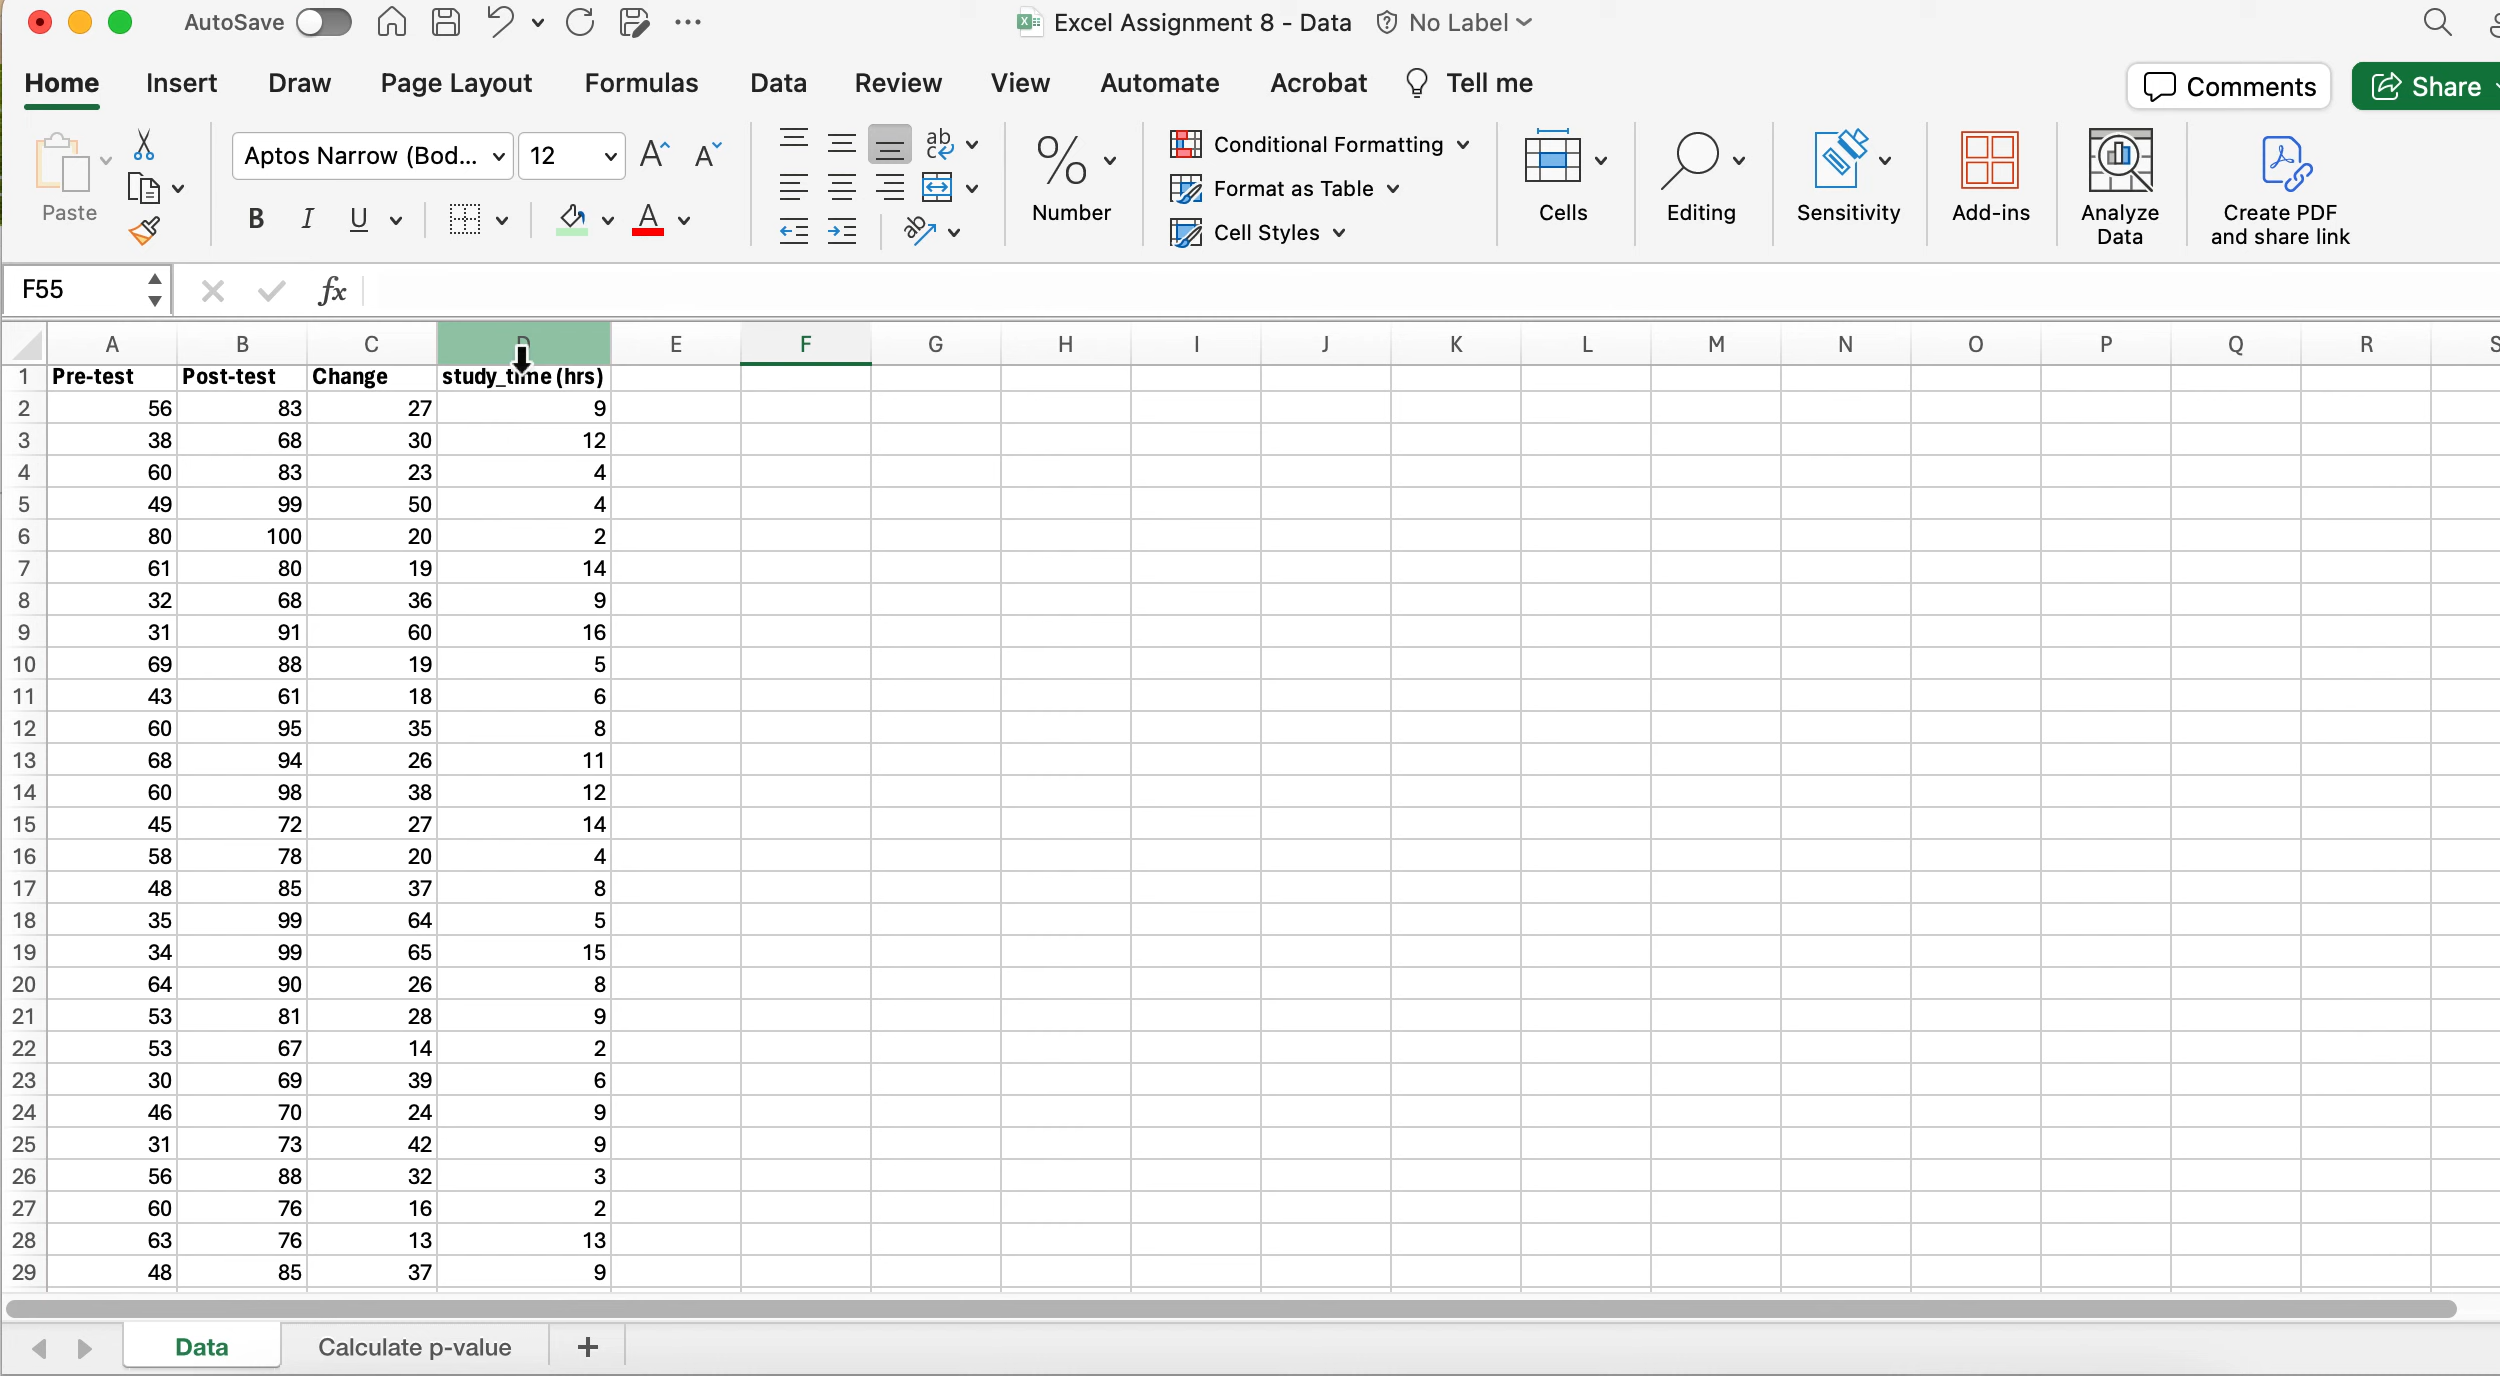 AutoSave Excel Assignment 8 - Data No Label
Home Insert Draw Page Layout Formulas Data Review View Automate Acrobat Tell me Comments Share
Paste Aptos Narrow (Bod... 12 A A ab c Conditional Formatting
B I U A ab Number Format as Table Cells Editing Sensitivity Add-ins Analyze Data Create PDF and share link
Cell Styles
F55 fx
A B C D E F G H I J K L M N O P Q R S
1 Pre-test Post-test Change study_time (hrs)
2 56 83 27 9
3 38 68 30 12
4 60 83 23 4
5 49 99 50 4
6 80 100 20 2
7 61 80 19 14
8 32 68 36 9
9 31 91 60 16
10 69 88 19 5
11 43 61 18 6
12 60 95 35 8
13 68 94 26 11
14 60 98 38 12
15 45 72 27 14
16 58 78 20 4
17 48 85 37 8
18 35 99 64 5
19 34 99 65 15
20 64 90 26 8
21 53 81 28 9
22 53 67 14 2
23 30 69 39 6
24 46 70 24 9
25 31 73 42 9
26 56 88 32 3
27 60 76 16 2
28 63 76 13 13
29 48 85 37 9
Data Calculate p-value +